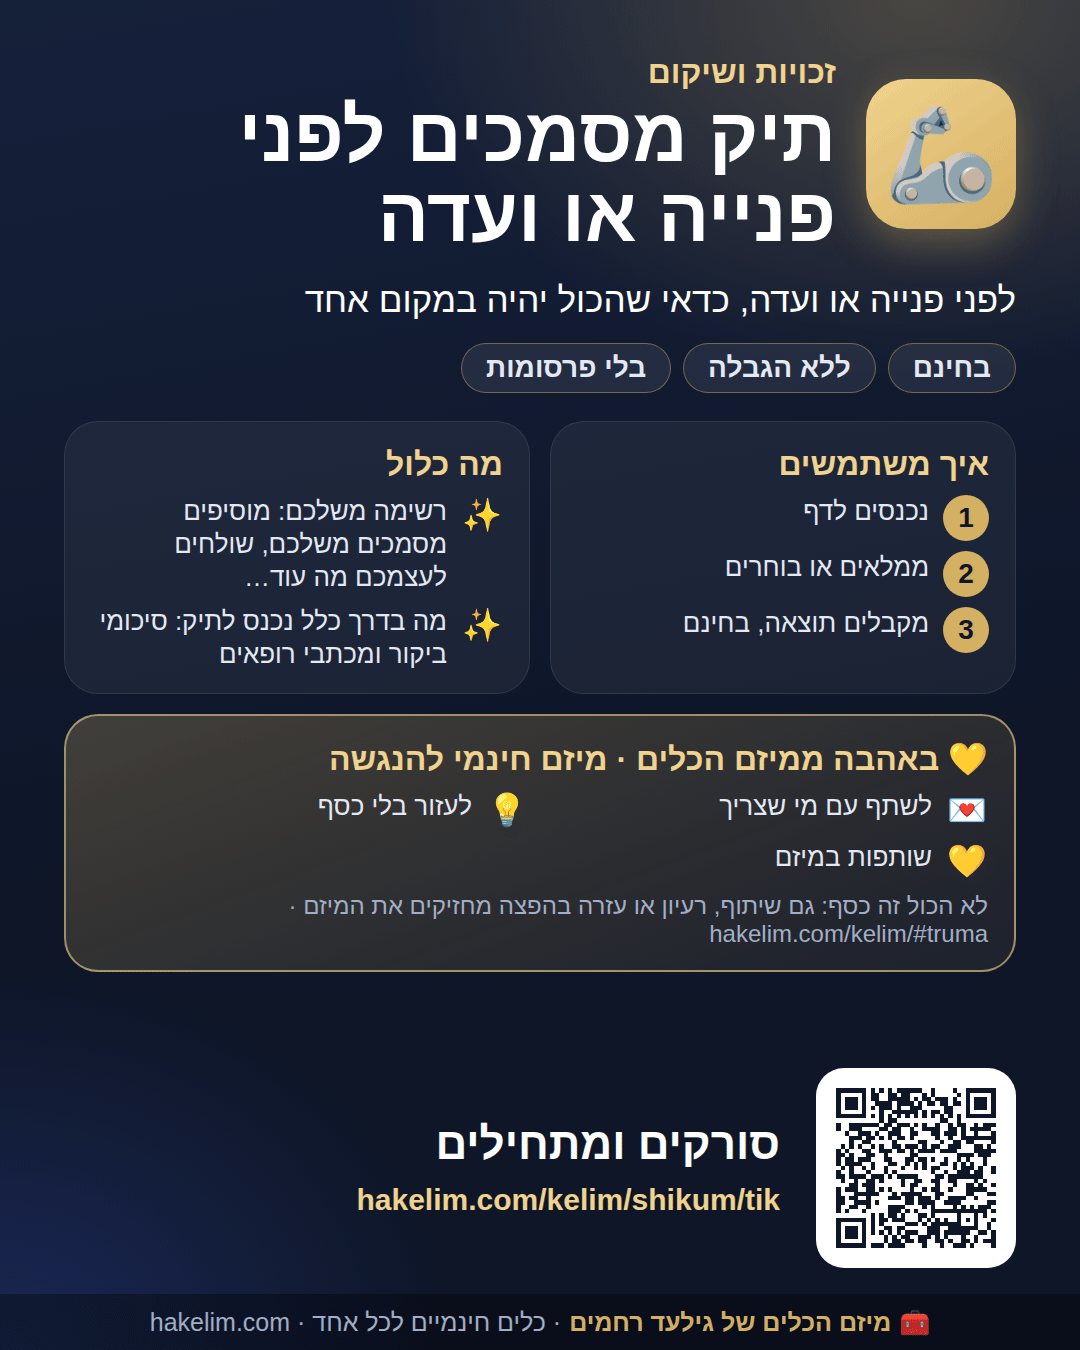 זכויות ושיקום
תיק מסמכים לפני
פנייה או ועדה
לפני פנייה או ועדה, כדאי שהכול יהיה במקום אחד
בחינם
ללא הגבלה
בלי פרסומות
איך משתמשים
1 נכנסים לדף
2 ממלאים או בוחרים
3 מקבלים תוצאה, בחינם
מה כלול
✨ רשימה משלכם: מוסיפים
מסמכים משלכם, שולחים
לעצמכם מה עוד…
✨ מה בדרך כלל נכנס לתיק: סיכומי
ביקור ומכתבי רופאים
💛 באהבה ממיזם הכלים · מיזם חינמי להנגשה
💌 לשתף עם מי שצריך
💡 לעזור בלי כסף
💛 שותפות במיזם
לא הכול זה כסף: גם שיתוף, רעיון או עזרה בהפצה מחזיקים את המיזם ·
hakelim.com/kelim/#truma
סורקים ומתחילים
hakelim.com/kelim/shikum/tik
🧰 מיזם הכלים של גילעד רחמים · כלים חינמיים לכל אחד · hakelim.com